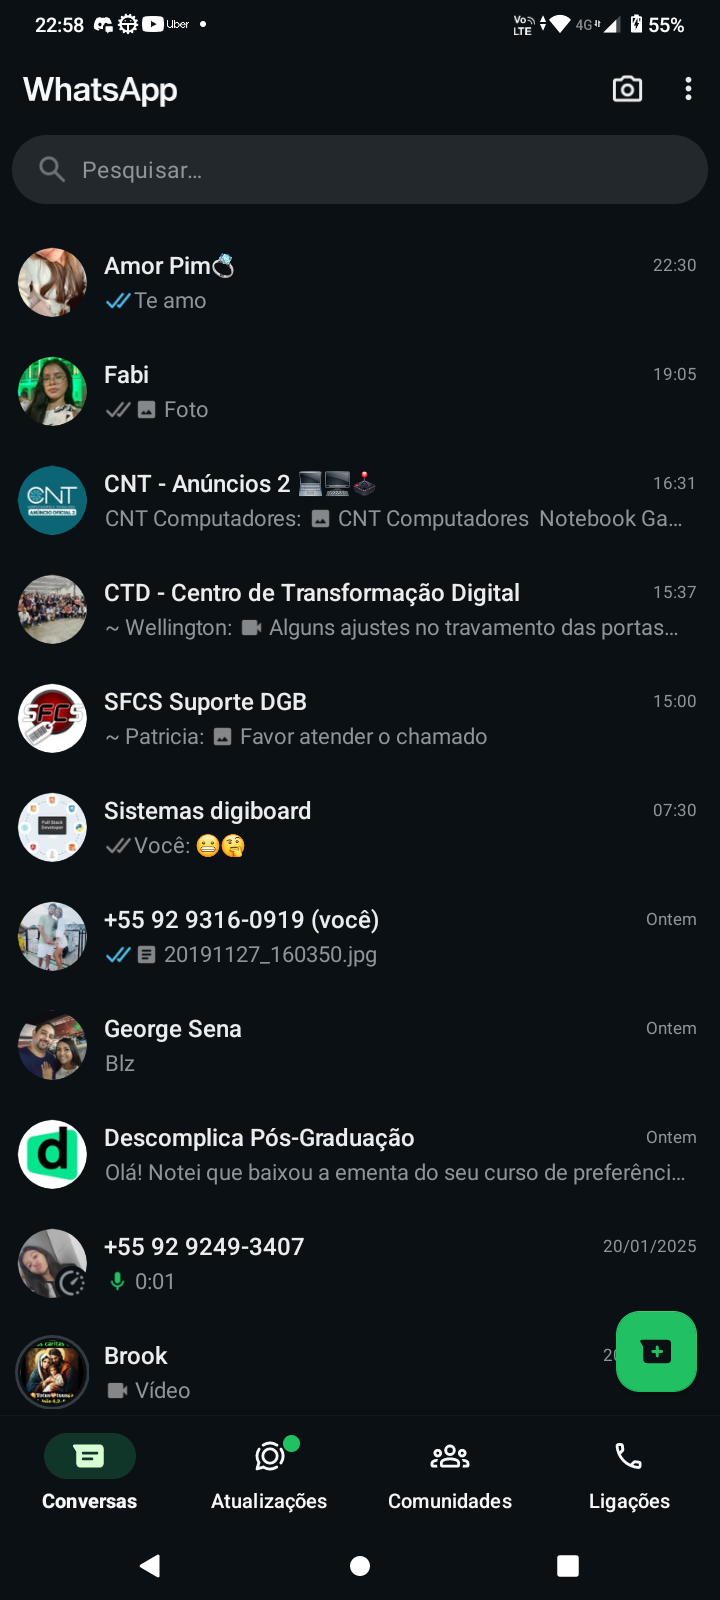 22:58 Uber 4G 55%
Vo LTE
WhatsApp
Pesquisar...
Amor Pim💍 22:30
Te amo
Fabi 19:05
Foto
CNT - Anúncios 2 💻🖥️🕹️ 16:31
CNT Computadores: CNT Computadores Notebook Ga...
CTD - Centro de Transformação Digital 15:37
~ Wellington: Alguns ajustes no travamento das portas...
SFCS Suporte DGB 15:00
~ Patricia: Favor atender o chamado
Sistemas digiboard 07:30
Você: 😬🤔
+55 92 9316-0919 (você) Ontem
20191127_160350.jpg
George Sena Ontem
Blz
Descomplica Pós-Graduação Ontem
Olá! Notei que baixou a ementa do seu curso de preferênci...
+55 92 9249-3407 20/01/2025
0:01
Brook
Vídeo
Conversas Atualizações Comunidades Ligações